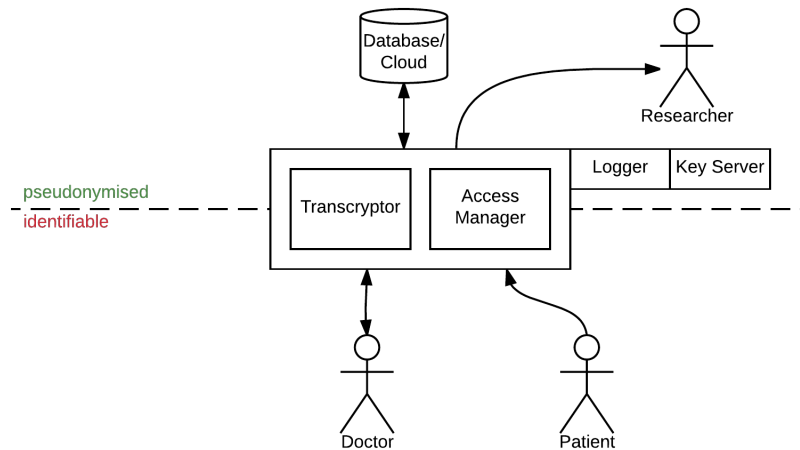 Database/
Cloud
Researcher
Logger
Key Server
pseudonymised
identifiable
Transcryptor
Access
Manager
Doctor
Patient